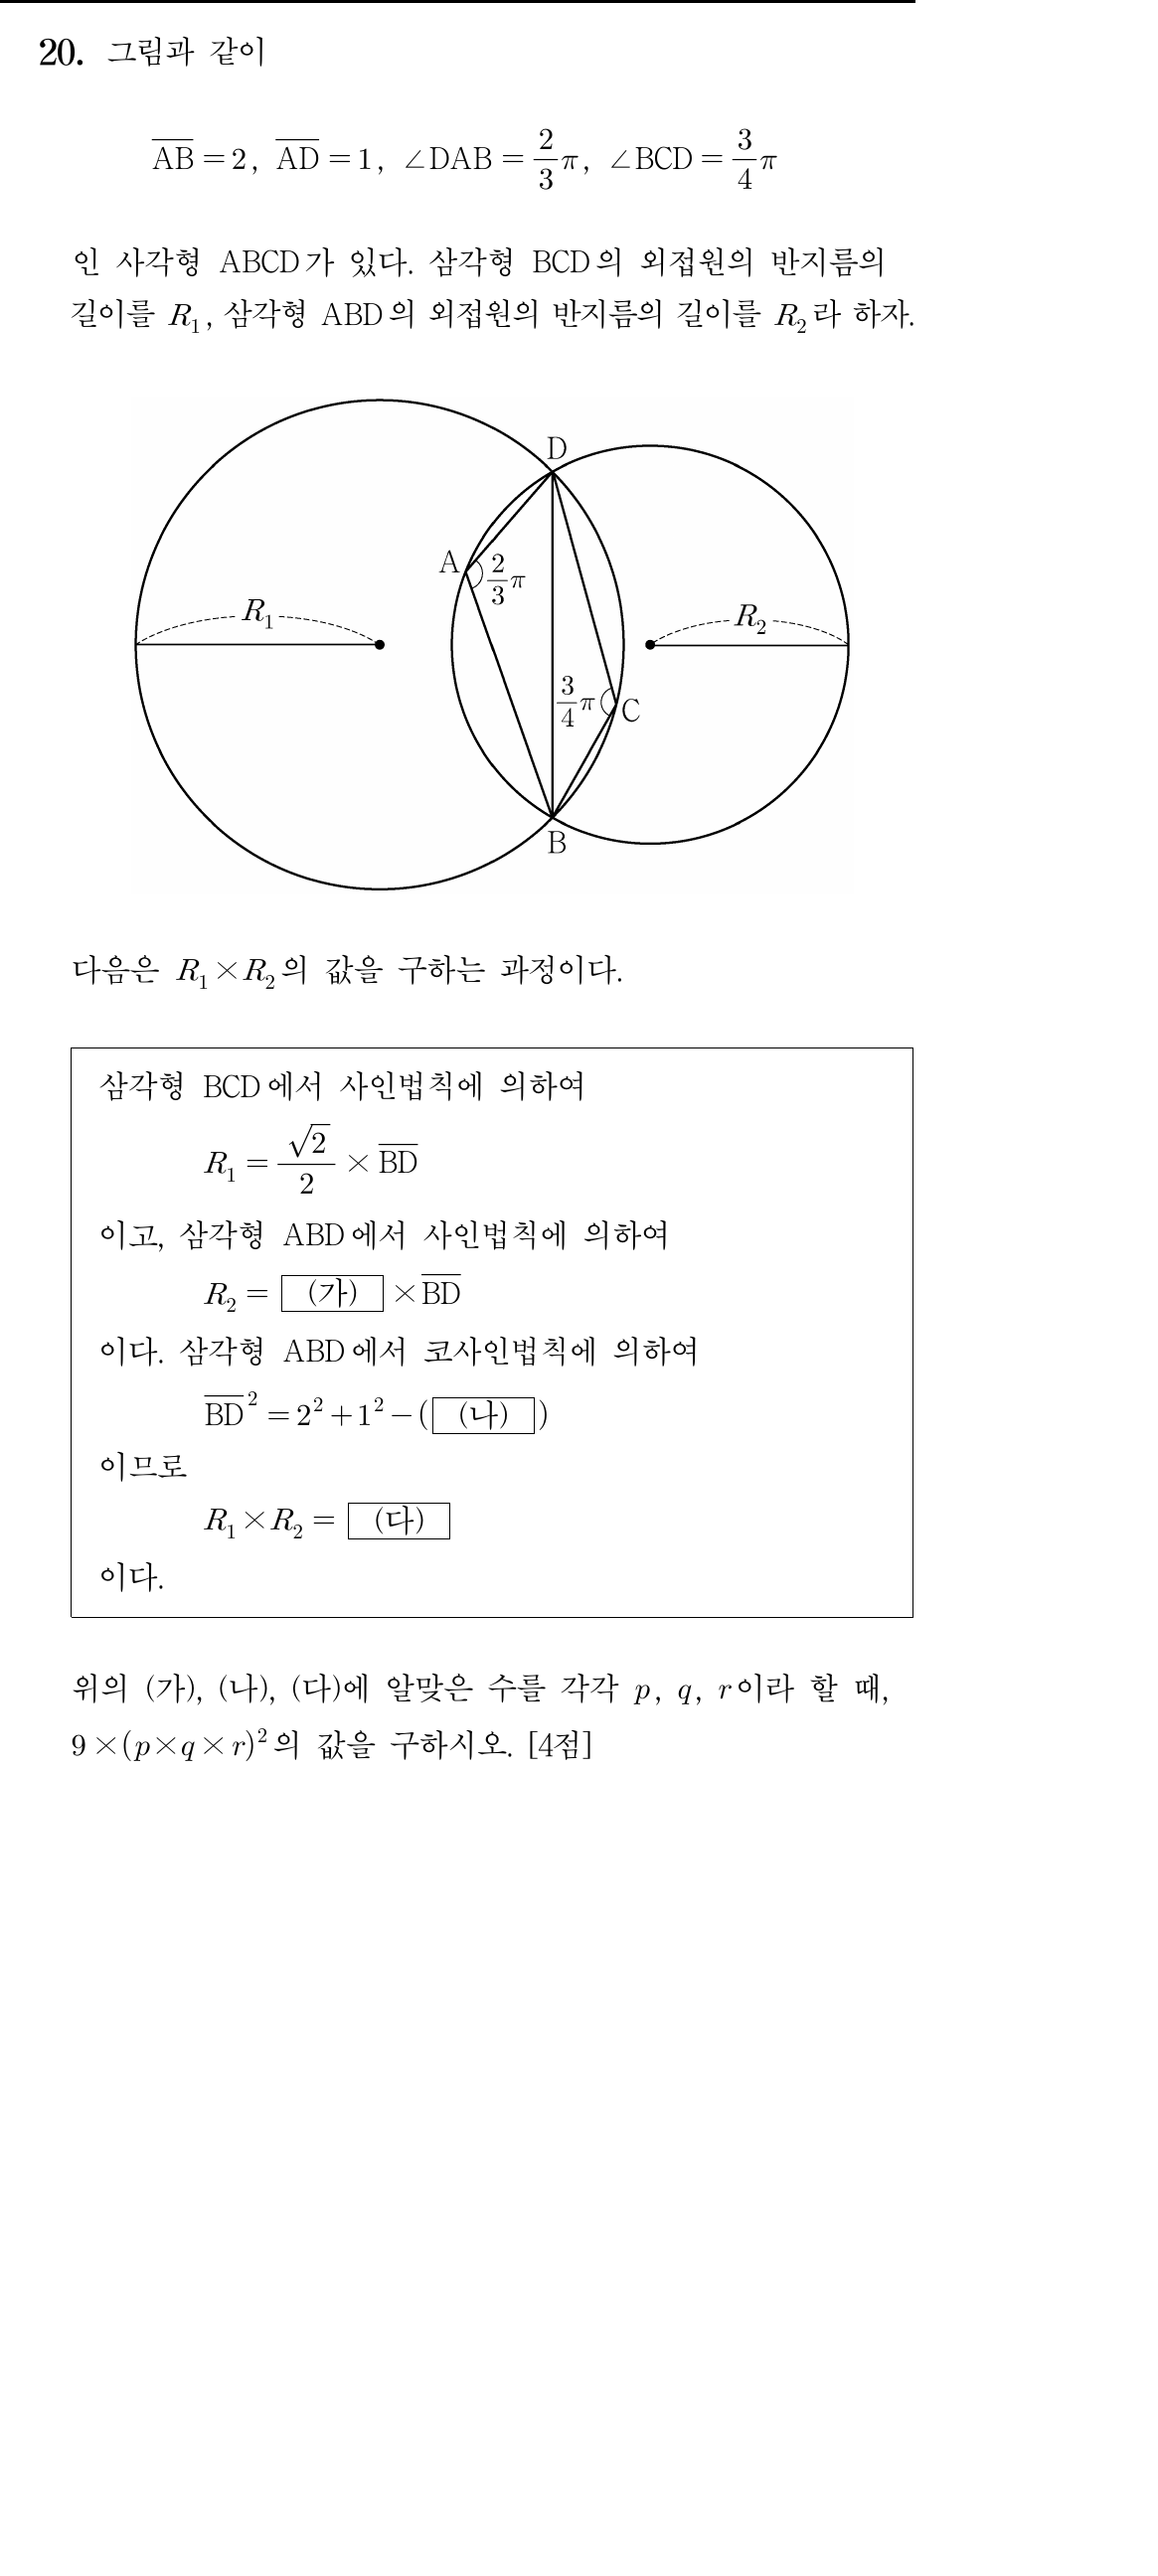 20. 그림과 같이
$\overline{AB}=2, \overline{AD}=1, \angle DAB=\frac{2}{3}\pi, \angle BCD=\frac{3}{4}\pi$
인 사각형 ABCD가 있다. 삼각형 BCD의 외접원의 반지름의
길이를 $R_1$, 삼각형 ABD의 외접원의 반지름의 길이를 $R_2$라 하자.
D
A
$\frac{2}{3}\pi$
$R_1$
$R_2$
$\frac{3}{4}\pi$
C
B
다음은 $R_1 \times R_2$의 값을 구하는 과정이다.
삼각형 BCD에서 사인법칙에 의하여
$R_1=\frac{\sqrt{2}}{2}\times\overline{BD}$
이고, 삼각형 ABD에서 사인법칙에 의하여
$R_2=$ (가) $\times\overline{BD}$
이다. 삼각형 ABD에서 코사인법칙에 의하여
$\overline{BD}^2=2^2+1^2-($ (나) $)$
이므로
$R_1\times R_2=$ (다)
이다.
위의 (가), (나), (다)에 알맞은 수를 각각 $p$, $q$, $r$이라 할 때,
$9\times(p\times q\times r)^2$의 값을 구하시오. [4점]